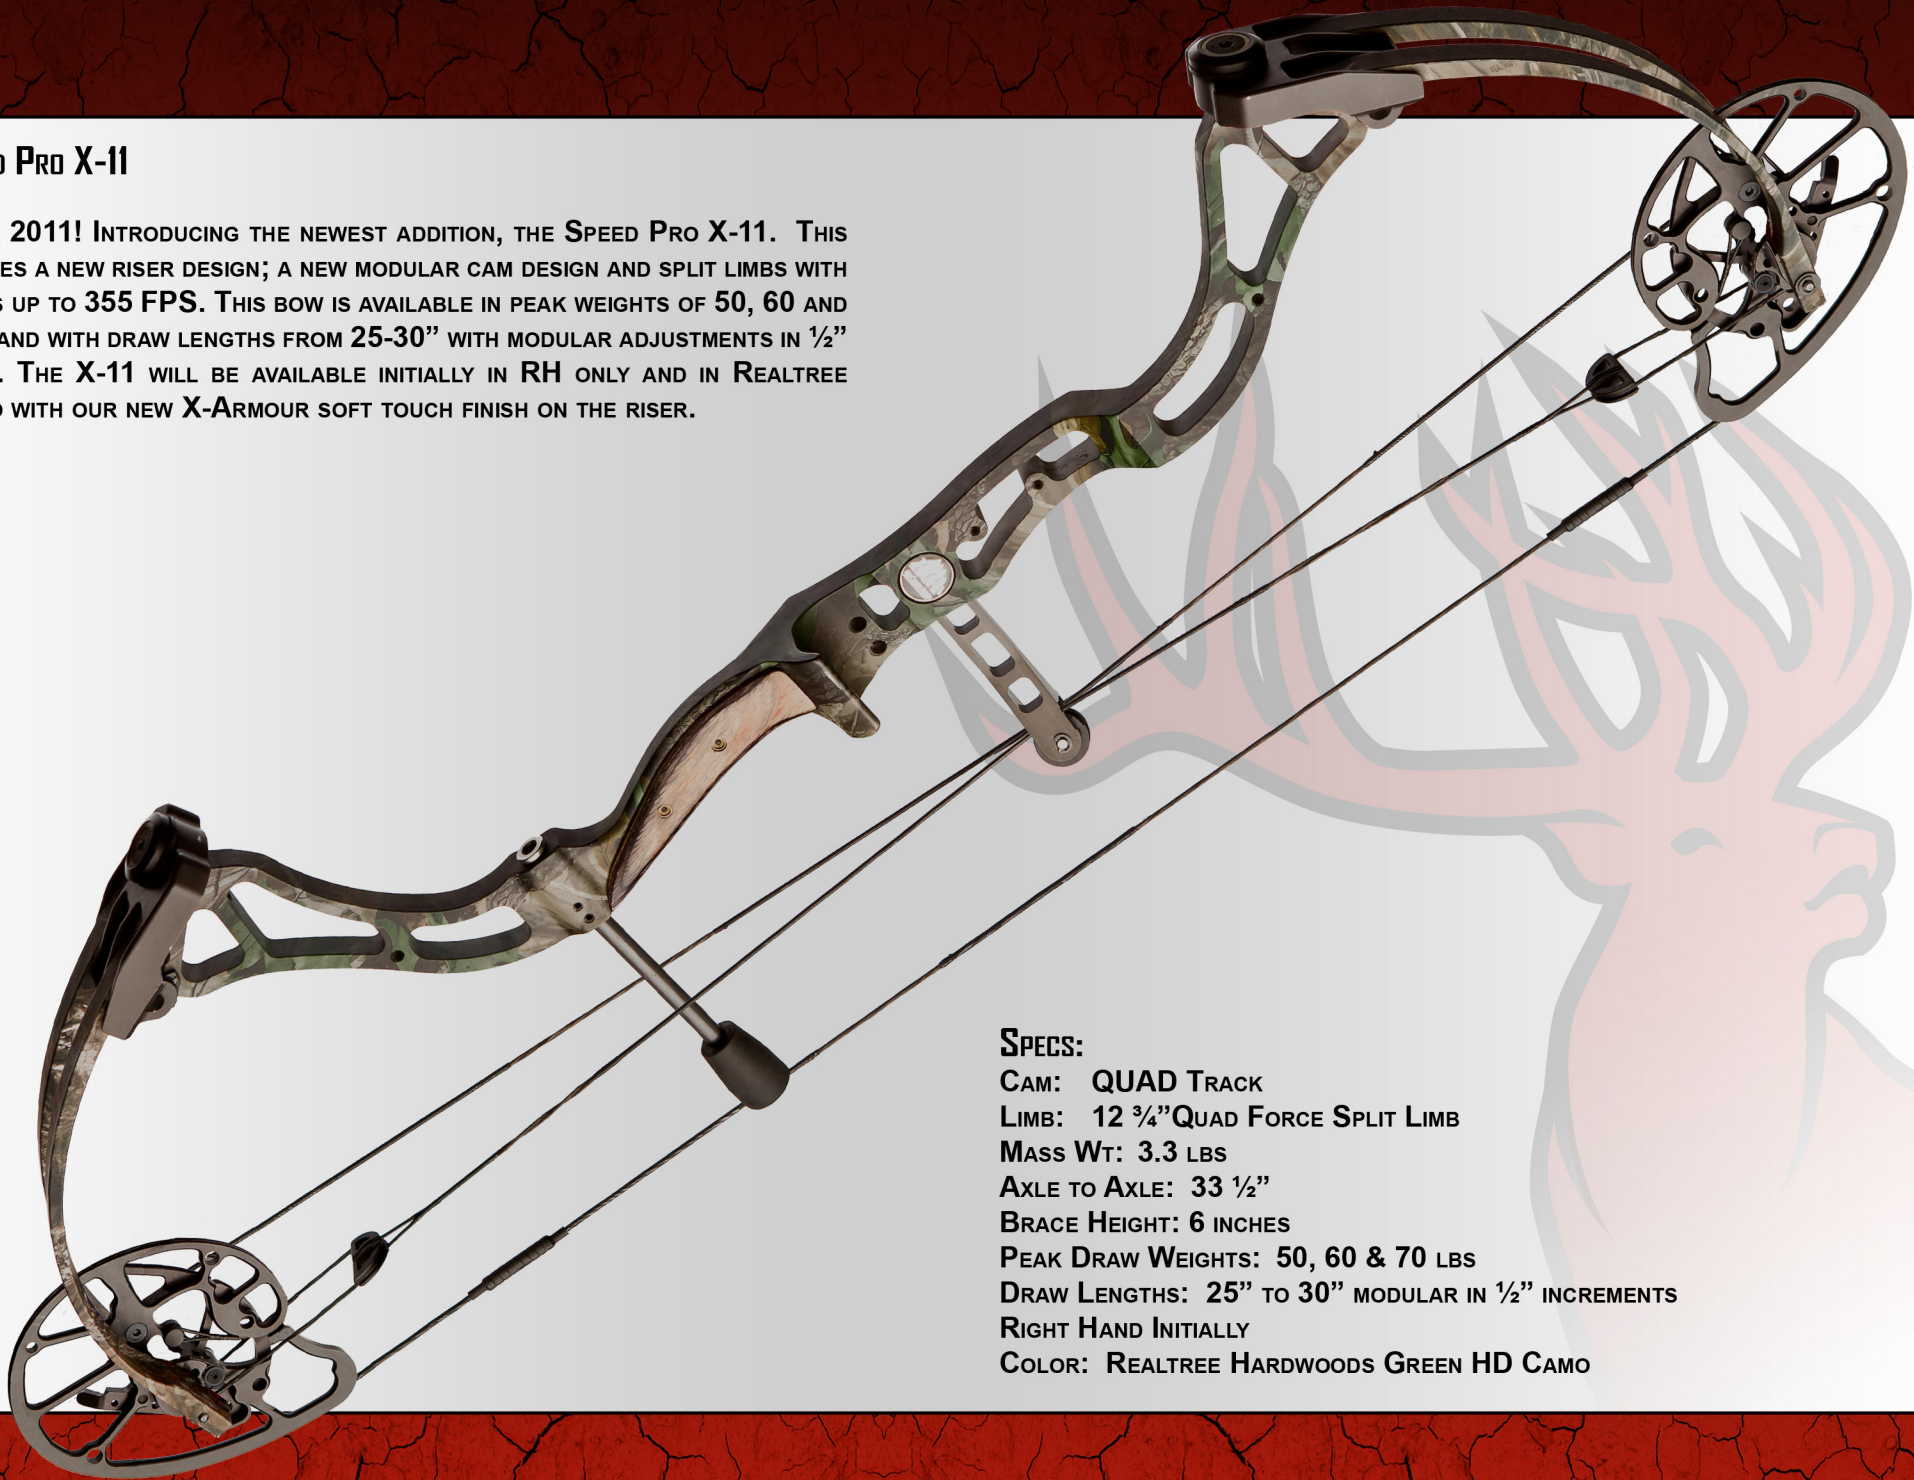 Pro X-11
2011! Introducing the newest addition, the Speed Pro X-11. This
es a new riser design; a new modular cam design and split limbs with
s up to 355 FPS. This bow is available in peak weights of 50, 60 and
and with draw lengths from 25-30” with modular adjustments in ½”
. The X-11 will be available initially in RH only and in Realtree
with our new X-Armour soft touch finish on the riser.
Specs:
Cam: QUAD Track
Limb: 12 ¾”Quad Force Split Limb
Mass Wt: 3.3 lbs
Axle to Axle: 33 ½”
Brace Height: 6 inches
Peak Draw Weights: 50, 60 & 70 lbs
Draw Lengths: 25” to 30” modular in ½” increments
Right Hand Initially
Color: Realtree Hardwoods Green HD Camo